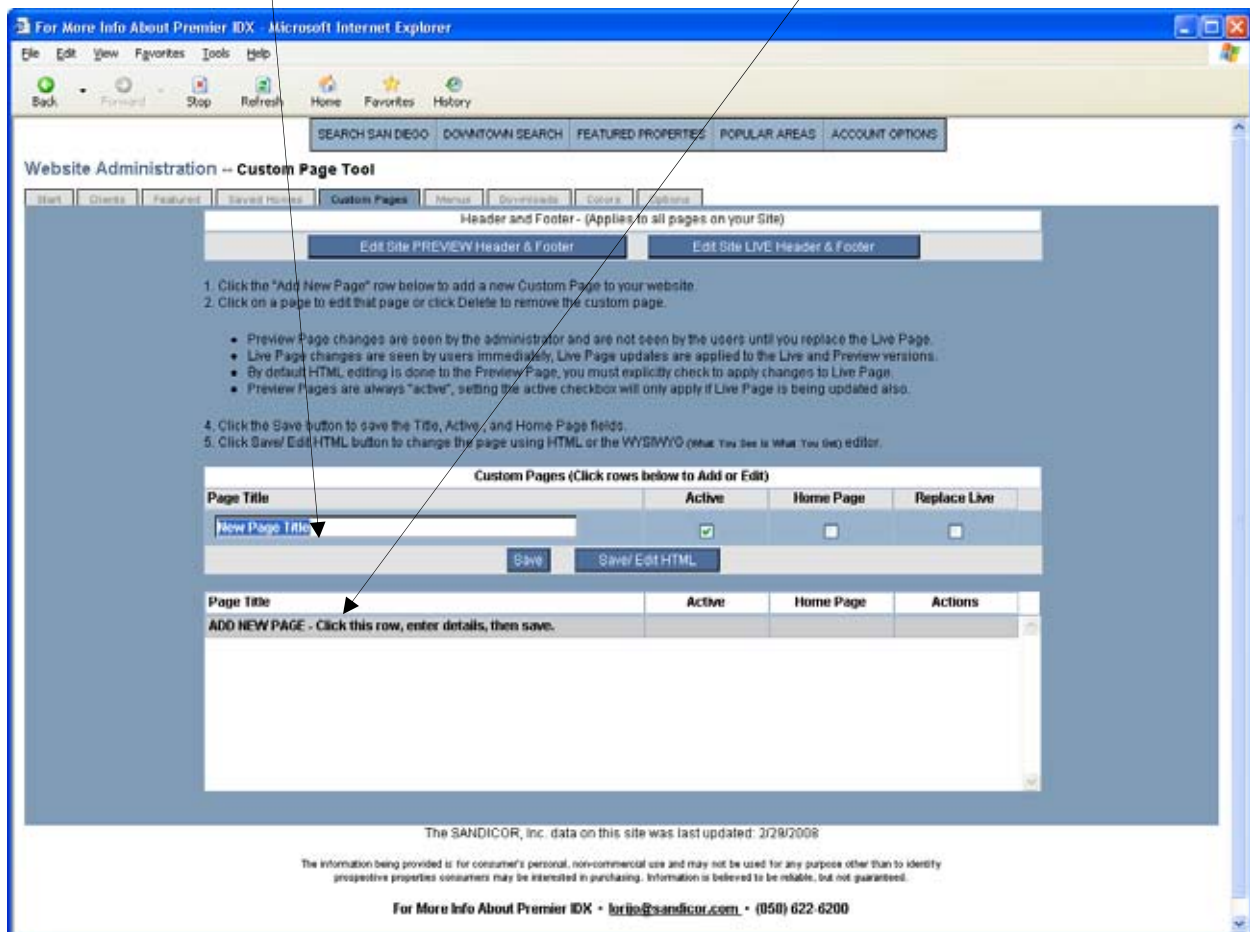 For More Info About Premier IDX - Microsoft Internet Explorer
File Edit View Favorites Tools Help
Back Forward Stop Refresh Home Favorites History
SEARCH SAN DIEGO DOWNTOWN SEARCH FEATURED PROPERTIES POPULAR AREAS ACCOUNT OPTIONS
Website Administration -- Custom Page Tool
Start Clients Featured Saved Homes Custom Pages Menus Downloads Colors Options
Header and Footer - (Applies to all pages on your Site)
Edit Site PREVIEW Header & Footer Edit Site LIVE Header & Footer
1. Click the "Add New Page" row below to add a new Custom Page to your website.
2. Click on a page to edit that page or click Delete to remove the custom page.
• Preview Page changes are seen by the administrator and are not seen by the users until you replace the Live Page.
• Live Page changes are seen by users immediately, Live Page updates are applied to the Live and Preview versions.
• By default HTML editing is done to the Preview Page, you must explicitly check to apply changes to Live Page.
• Preview Pages are always "active", setting the active checkbox will only apply if Live Page is being updated also.
4. Click the Save button to save the Title, Active, and Home Page fields.
5. Click Save/ Edit HTML button to change the page using HTML or the WYSIWYG (What You See Is What You Get) editor.
Custom Pages (Click rows below to Add or Edit)
Page Title Active Home Page Replace Live
New Page Title
Save Save/ Edit HTML
Page Title Active Home Page Actions
ADD NEW PAGE - Click this row, enter details, then save.
The SANDICOR, Inc. data on this site was last updated: 2/29/2008
The information being provided is for consumer's personal, non-commercial use and may not be used for any purpose other than to identify
prospective properties consumers may be interested in purchasing. Information is believed to be reliable, but not guaranteed.
For More Info About Premier IDX • lorijo@sandicor.com • (858) 622-6200